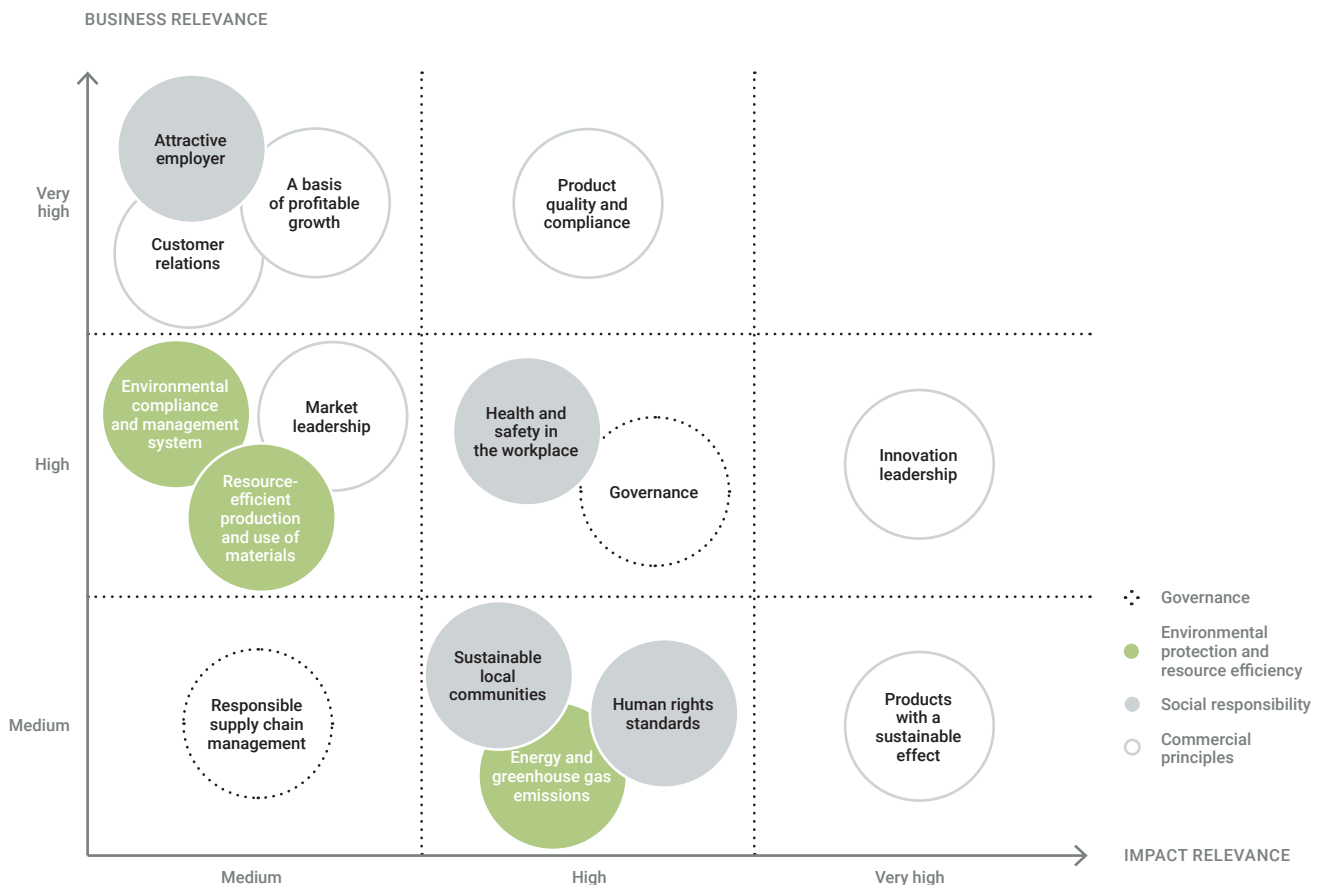 BUSINESS RELEVANCE
Very
high
Attractive
employer
A basis
of profitable
growth
Customer
relations
Product
quality and
compliance
High
Environmental
compliance
and management
system
Market
leadership
Resource-
efficient
production
and use of
materials
Health and
safety in
the workplace
Governance
Innovation
leadership
Medium
Responsible
supply chain
management
Sustainable
local
communities
Human rights
standards
Energy and
greenhouse gas
emissions
Products
with a
sustainable
effect
Governance
Environmental
protection and
resource efficiency
Social responsibility
Commercial
principles
IMPACT RELEVANCE
Medium
High
Very high